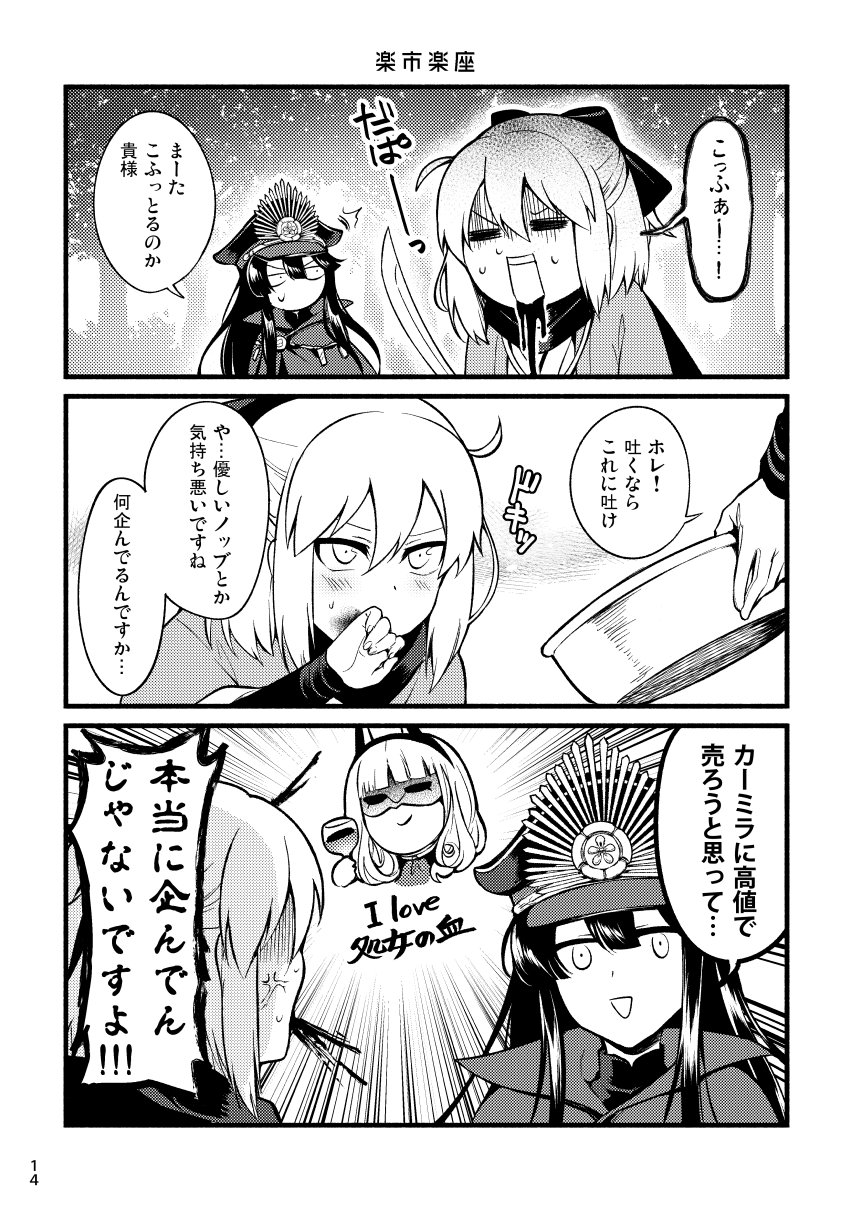 楽市楽座
こっふぁー…！
だぱーっ
まーた
こふっとるのか
貴様
ホレ！
吐くなら
これに吐け
ドキッ
や…優しいノッブとか
気持ち悪いですね
何企んでるんですか…
カーミラに高値で
売ろうと思って…
I love
処女の血
本当に企んでん
じゃないですよ!!!
14